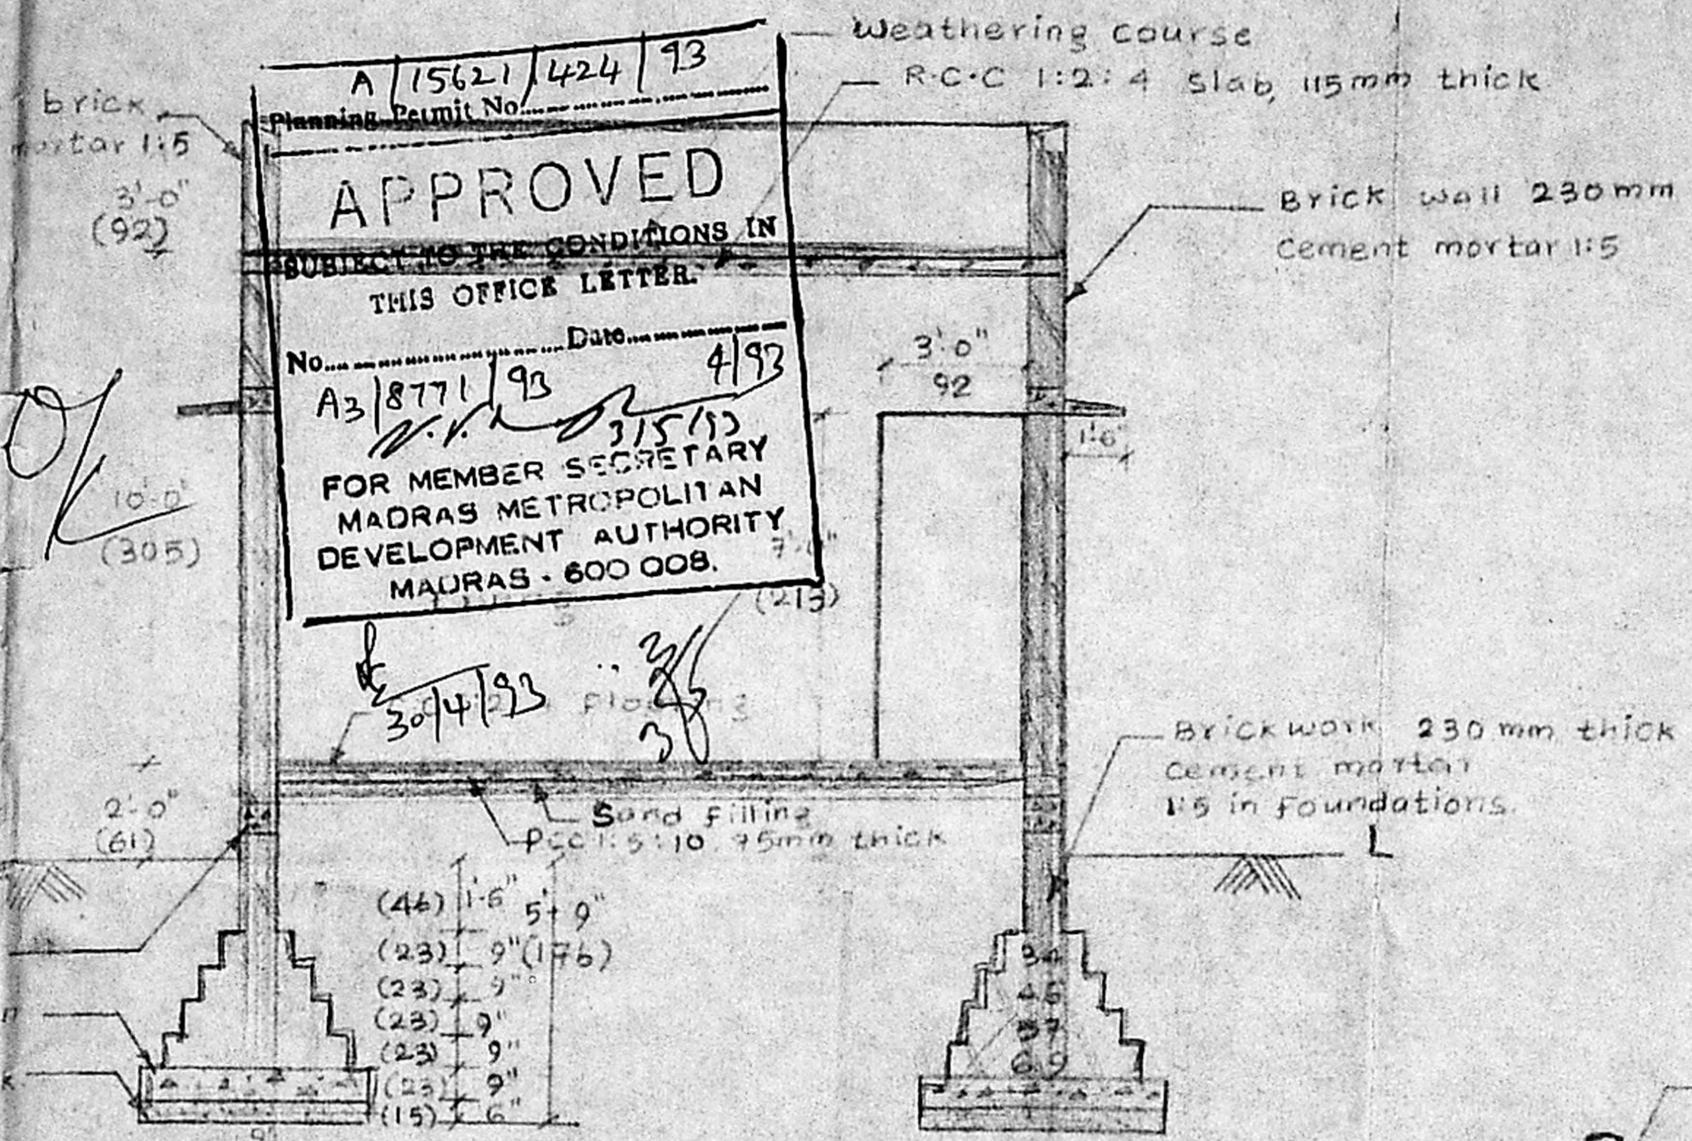 Weathering course
R.C.C 1:2:4 Slab, 115mm thick
brick
mortar 1:5
3'-0"
(92)
A/15621/424/93
Planning Permit No
APPROVED
SUBJECT TO THE CONDITIONS IN
THIS OFFICE LETTER.
No. Date
A3/8771/93 4/93
3/5/93
FOR MEMBER SECRETARY
MADRAS METROPOLITAN
DEVELOPMENT AUTHORITY
MADRAS - 600 008.
30/4/93
Brick wall 230mm
Cement mortar 1:5
3'-0"
92
1'6"
10'-0"
(305)
(213)
Flooring
Brick work 230 mm thick
cement mortar
1:5 in Foundations.
2'-0"
(61)
Sand filling
PCC 1:5:10 75mm thick
(46) 1'-6" 5'+9"
(23) 9" (176)
(23) 9"
(23) 9"
(23) 9"
(23) 9"
(15) 6"
34
46
57
69